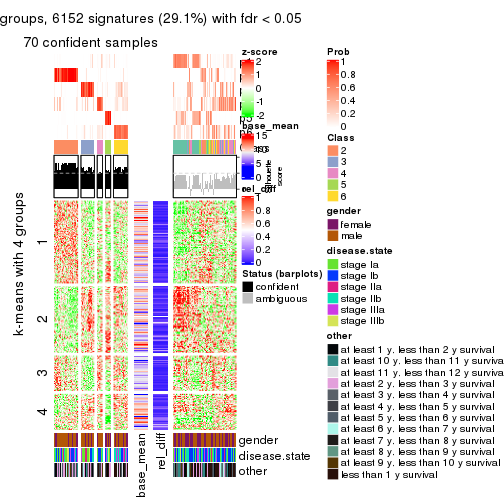 groups, 6152 signatures (29.1%) with fdr < 0.05
70 confident samples
k-means with 4 groups
1
2
3
4
gender
disease.state
other
base_mean
rel_diff
z-score
2
1
0
-1
-2
base_mean
15
10
5
0
Silhouette
score
rel_diff
1
0.8
0.6
0.4
0.2
0
Status (barplots)
confident
ambiguous
Prob
1
0.8
0.6
0.4
0.2
0
Class
2
3
4
5
6
gender
female
male
disease.state
stage Ia
stage Ib
stage IIa
stage IIb
stage IIIa
stage IIIb
other
at least 1 y. less than 2 y survival
at least 10 y. less than 11 y surviva
at least 11 y. less than 12 y surviva
at least 2 y. less than 3 y survival
at least 3 y. less than 4 y survival
at least 4 y. less than 5 y survival
at least 5 y. less than 6 y survival
at least 6 y. less than 7 y survival
at least 7 y. less than 8 y survival
at least 8 y. less than 9 y survival
at least 9 y. less than 10 y survival
less than 1 y survival